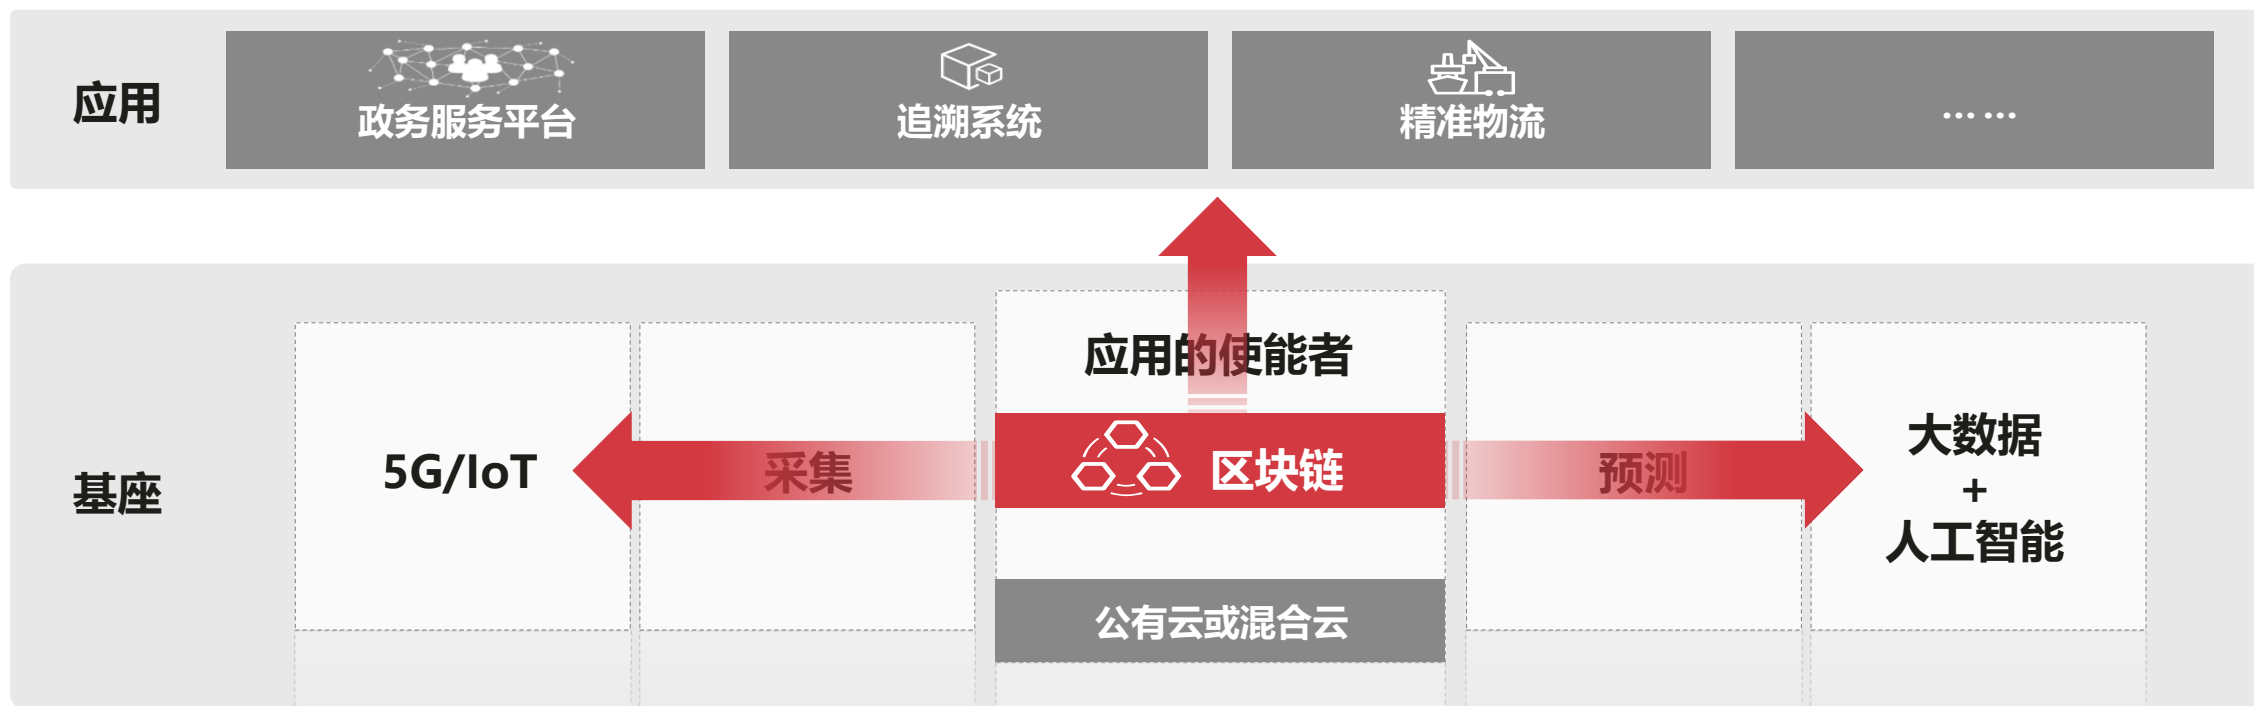 应用
政务服务平台
追溯系统
精准物流
……
应用的使能者
基座
5G/IoT
采集
区块链
预测
大数据
+
人工智能
公有云或混合云